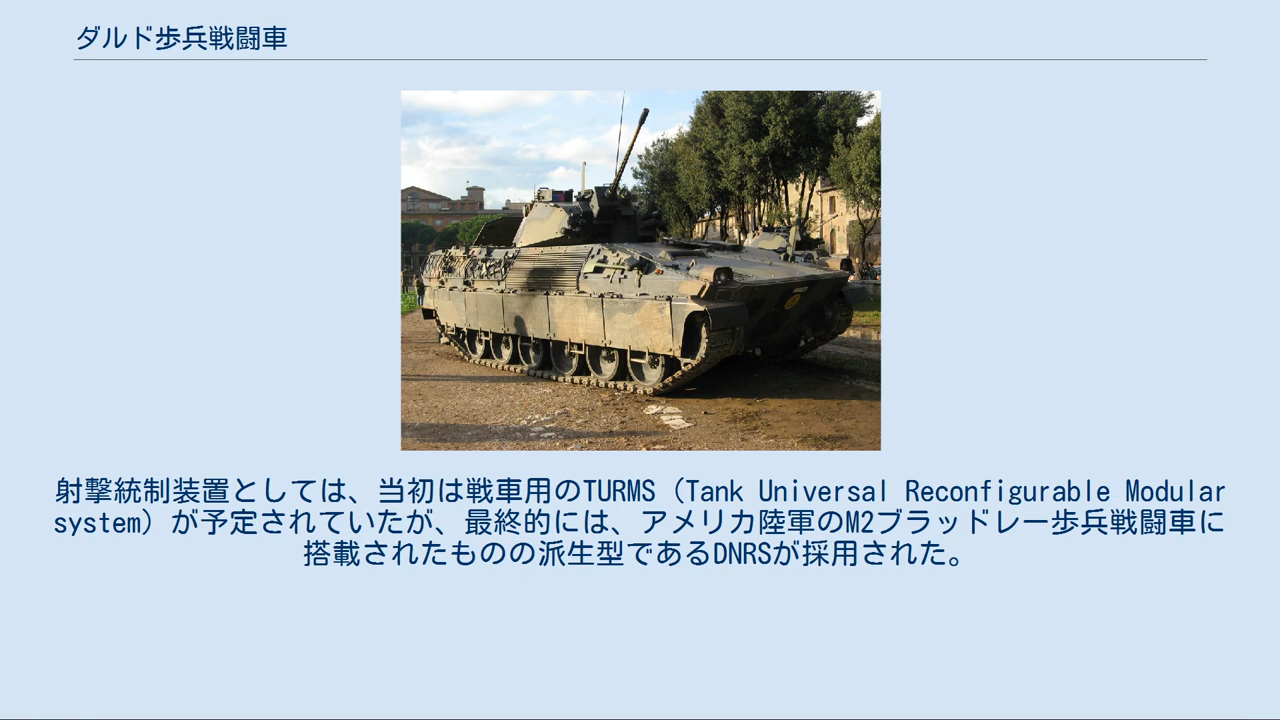 ダルド歩兵戦闘車
射撃統制装置としては、当初は戦車用のTURMS（Tank Universal Reconfigurable Modular
system）が予定されていたが、最終的には、アメリカ陸軍のM2ブラッドレー歩兵戦闘車に
搭載されたものの派生型であるDNRSが採用された。